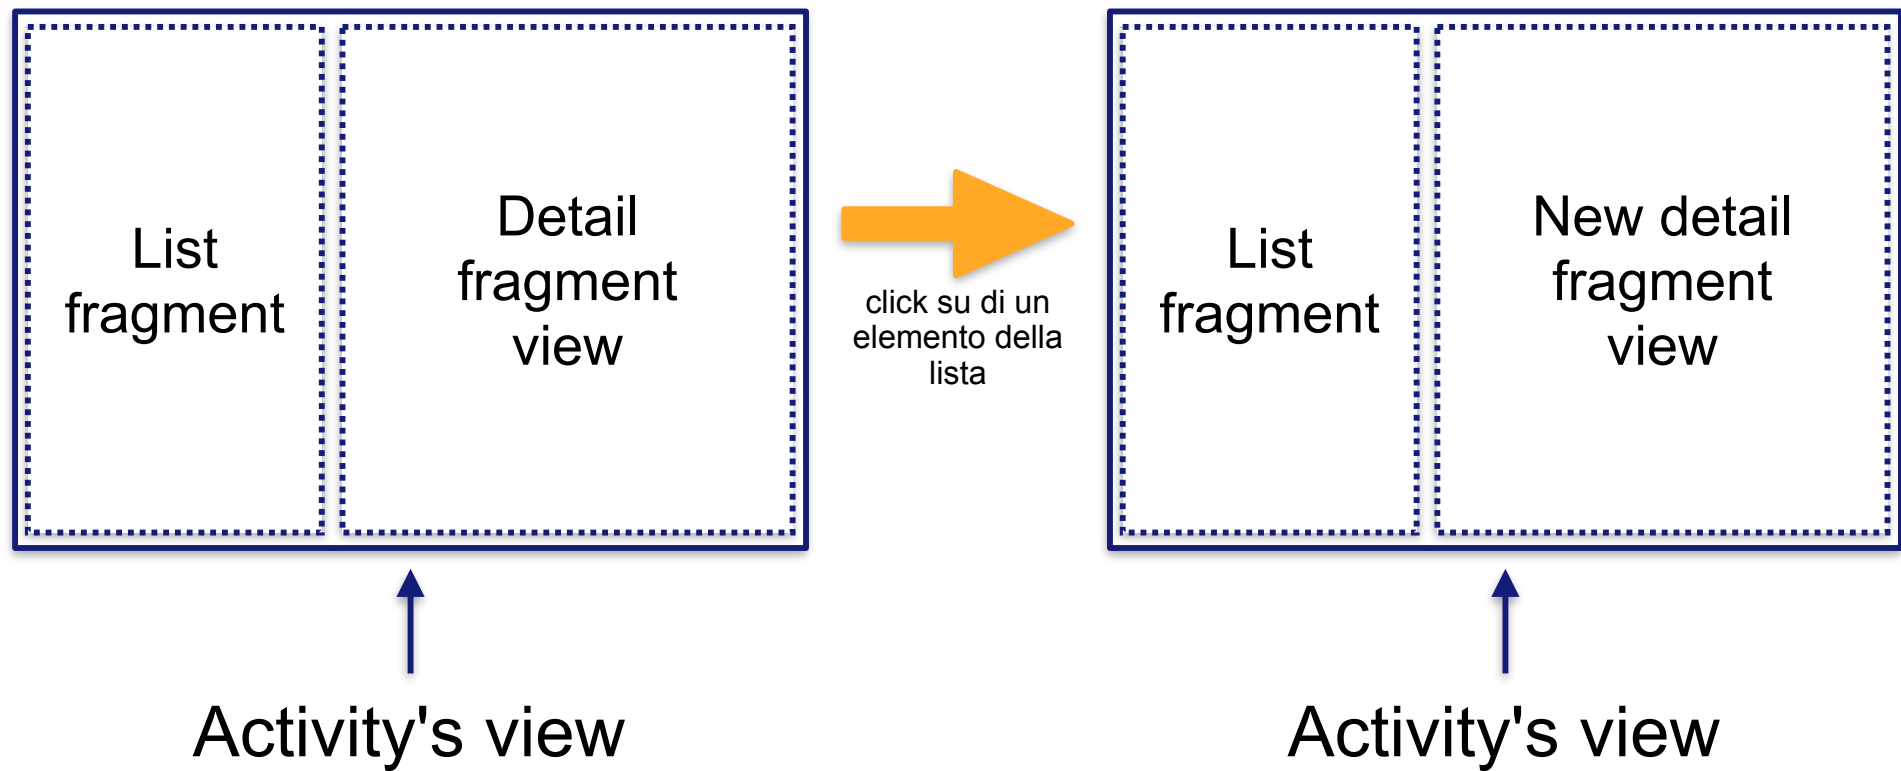 List
fragment
Detail
fragment
view
click su di un
elemento della
lista
List
fragment
New detail
fragment
view
Activity's view
Activity's view